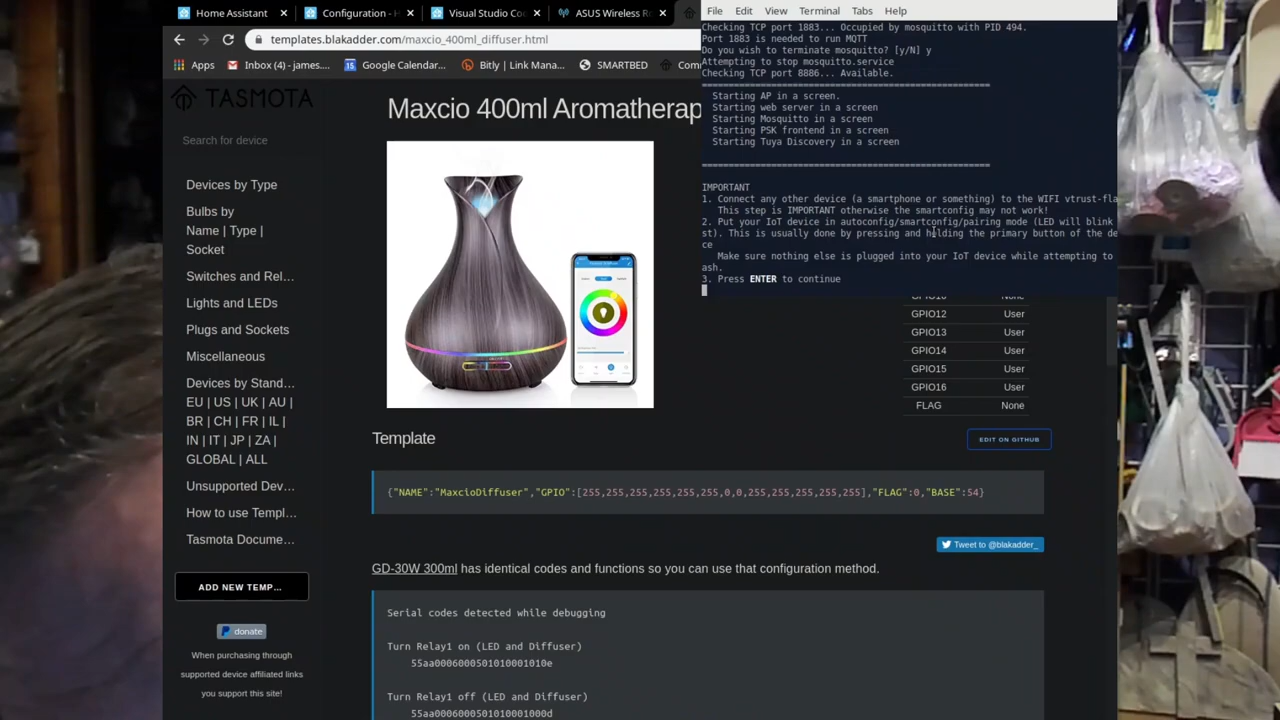 Home Assistant
Configuration - H
Visual Studio Co
ASUS Wireless R
templates.blakadder.com/maxcio_400ml_diffuser.html
Apps
Inbox (4) - james....
Google Calendar...
Bitly | Link Mana...
SMARTBED
Com
File Edit View Terminal Tabs Help
Checking TCP port 1883... Occupied by mosquitto with PID 494.
Port 1883 is needed to run MQTT
Do you wish to terminate mosquitto? [y/N] y
Attempting to stop mosquitto.service
Checking TCP port 8886... Available.
======================================================
Starting AP in a screen.
Starting web server in a screen
Starting Mosquitto in a screen
Starting PSK frontend in a screen
Starting Tuya Discovery in a screen
======================================================
IMPORTANT
1. Connect any other device (a smartphone or something) to the WIFI vtrust-fla
This step is IMPORTANT otherwise the smartconfig may not work!
2. Put your IoT device in autoconfig/smartconfig/pairing mode (LED will blink
st). This is usually done by pressing and holding the primary button of the de
ce
Make sure nothing else is plugged into your IoT device while attempting to
ash.
3. Press ENTER to continue
TASMOTA
Search for device
Devices by Type
Bulbs by
Name | Type |
Socket
Switches and Rel...
Lights and LEDs
Plugs and Sockets
Miscellaneous
Devices by Stand...
EU | US | UK | AU |
BR | CH | FR | IL |
IN | IT | JP | ZA |
GLOBAL | ALL
Unsupported Dev...
How to use Templ...
Tasmota Docume...
ADD NEW TEMP...
donate
When purchasing through
supported device affiliated links
you support this site!
Maxcio 400ml Aromatherap
GPIO12 User
GPIO13 User
GPIO14 User
GPIO15 User
GPIO16 User
FLAG None
Template
EDIT ON GITHUB
{"NAME":"MaxcioDiffuser","GPIO":[255,255,255,255,255,255,0,0,255,255,255,255,255],"FLAG":0,"BASE":54}
Tweet to @blakadder_
GD-30W 300ml has identical codes and functions so you can use that configuration method.
Serial codes detected while debugging
Turn Relay1 on (LED and Diffuser)
55aa0006000501010001010e
Turn Relay1 off (LED and Diffuser)
55aa0006000501010001000d